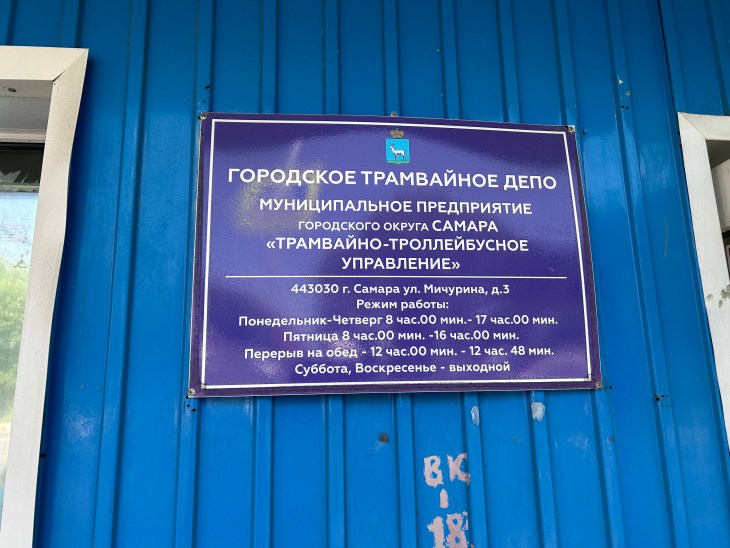 ГОРОДСКОЕ ТРАМВАЙНОЕ ДЕПО
МУНИЦИПАЛЬНОЕ ПРЕДПРИЯТИЕ
ГОРОДСКОГО ОКРУГА САМАРА
«ТРАМВАЙНО-ТРОЛЛЕЙБУСНОЕ
УПРАВЛЕНИЕ»
443030 г. Самара ул. Мичурина, д.3
Режим работы:
Понедельник-Четверг 8 час.00 мин.- 17 час.00 мин.
Пятница 8 час.00 мин. -16 час.00 мин.
Перерыв на обед - 12 час.00 мин. - 12 час. 48 мин.
Суббота, Воскресенье - выходной
ВК
-
18